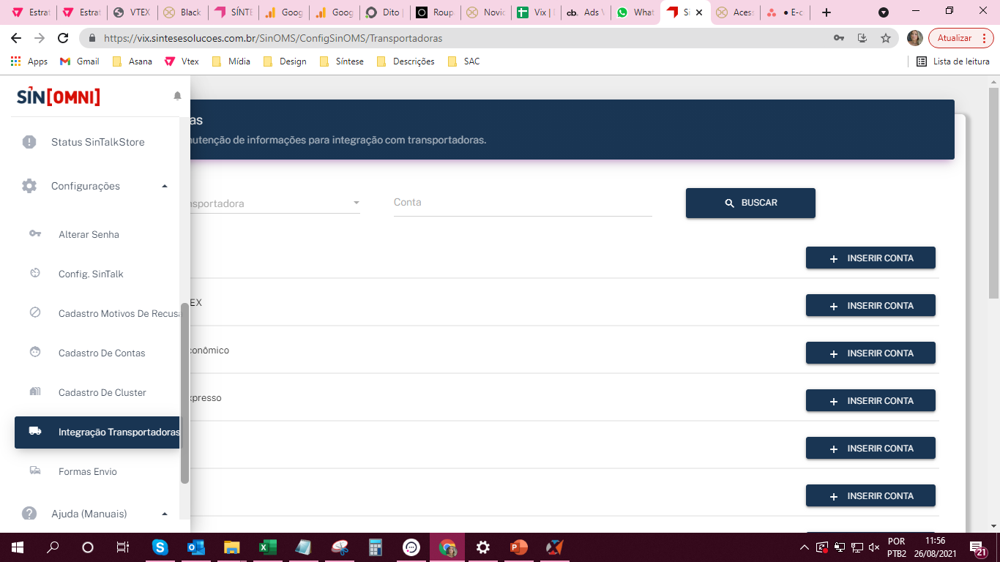 Estrat
Estrat
VTEX
Black
SÍNTE
Goog
Goog
Dito |
Roup
Novid
Vix |
cb. Ads V
What
Si
Acess
● E-c
https://vix.sintesesolucoes.com.br/SinOMS/ConfigSinOMS/Transportadoras
Atualizar
Apps
Gmail
Asana
Vtex
Mídia
Design
Síntese
Descrições
SAC
Lista de leitura
SIN[OMNI]
as
nutenção de informações para integração com transportadoras.
Status SinTalkStore
Configurações
nsportadora
Conta
BUSCAR
Alterar Senha
INSERIR CONTA
Config. SinTalk
EX
INSERIR CONTA
Cadastro Motivos De Recusa
conômico
INSERIR CONTA
Cadastro De Contas
Cadastro De Cluster
xpresso
INSERIR CONTA
Integração Transportadoras
INSERIR CONTA
Formas Envio
INSERIR CONTA
Ajuda (Manuais)
POR
PTB2
11:56
26/08/2021
21